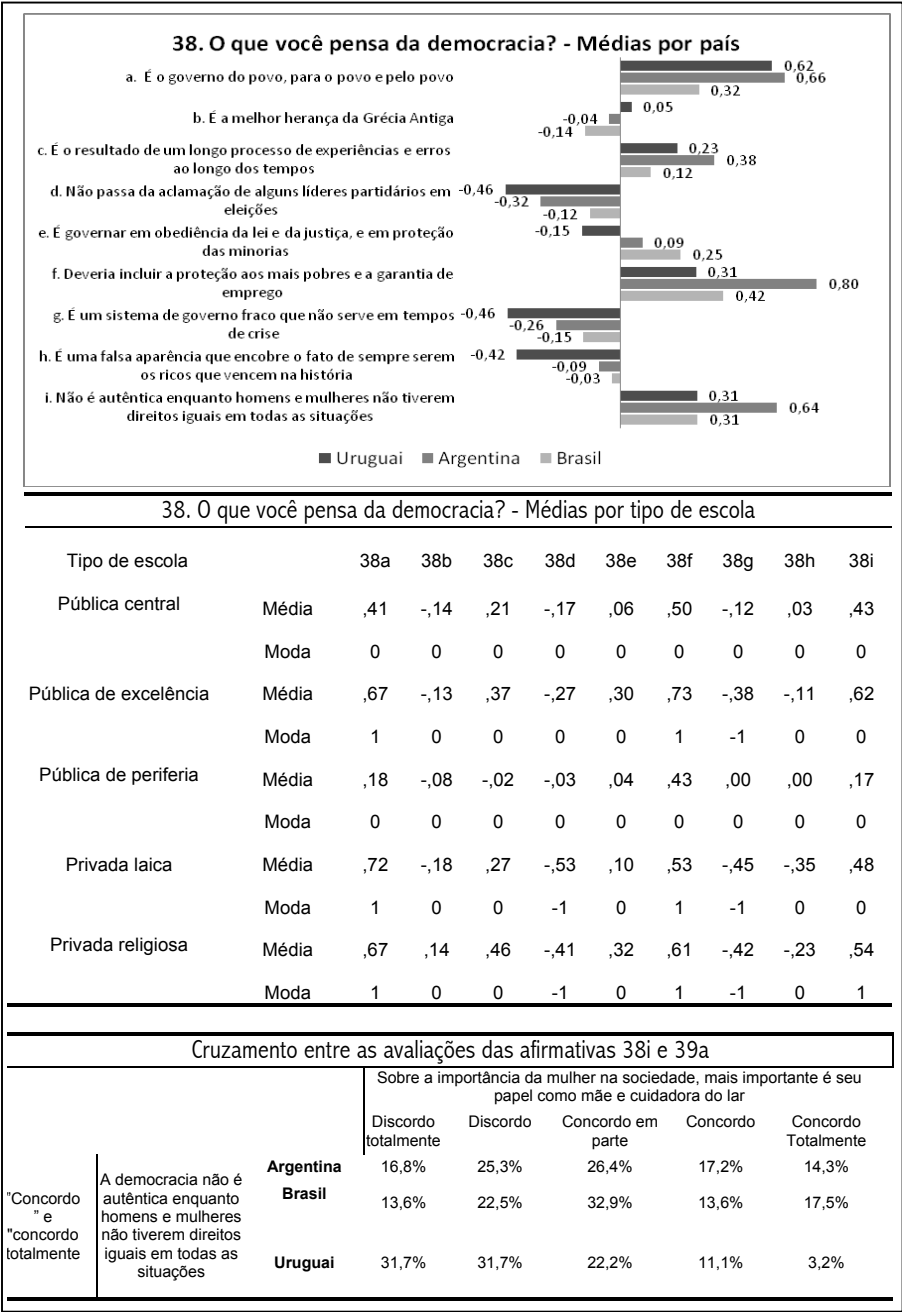 38. O que você pensa da democracia? - Médias por país
a. É o governo do povo, para o povo e pelo povo
0,62
0,66
0,32
b. É a melhor herança da Grécia Antiga
0,05
-0,04
-0,14
c. É o resultado de um longo processo de experiências e erros
ao longo dos tempos
0,23
0,38
0,12
d. Não passa da aclamação de alguns líderes partidários em
eleições
-0,46
-0,32
-0,12
e. É governar em obediência da lei e da justiça, e em proteção
das minorias
-0,15
0,09
0,25
f. Deveria incluir a proteção aos mais pobres e a garantia de
emprego
0,31
0,80
0,42
g. É um sistema de governo fraco que não serve em tempos
de crise
-0,46
-0,26
-0,15
h. É uma falsa aparência que encobre o fato de sempre serem
os ricos que vencem na história
-0,42
-0,09
-0,03
i. Não é autêntica enquanto homens e mulheres não tiverem
direitos iguais em todas as situações
0,31
0,64
0,31
Uruguai Argentina Brasil
38. O que você pensa da democracia? - Médias por tipo de escola
Tipo de escola 38a 38b 38c 38d 38e 38f 38g 38h 38i
Pública central Média ,41 -,14 ,21 -,17 ,06 ,50 -,12 ,03 ,43
Moda 0 0 0 0 0 0 0 0 0
Pública de excelência Média ,67 -,13 ,37 -,27 ,30 ,73 -,38 -,11 ,62
Moda 1 0 0 0 0 1 -1 0 0
Pública de periferia Média ,18 -,08 -,02 -,03 ,04 ,43 ,00 ,00 ,17
Moda 0 0 0 0 0 0 0 0 0
Privada laica Média ,72 -,18 ,27 -,53 ,10 ,53 -,45 -,35 ,48
Moda 1 0 0 -1 0 1 -1 0 0
Privada religiosa Média ,67 ,14 ,46 -,41 ,32 ,61 -,42 -,23 ,54
Moda 1 0 0 -1 0 1 -1 0 1
Cruzamento entre as avaliações das afirmativas 38i e 39a
Sobre a importância da mulher na sociedade, mais importante é seu
papel como mãe e cuidadora do lar
Discordo
totalmente
Discordo
Concordo em
parte
Concordo
Concordo
Totalmente
"Concordo
" e
"concordo
totalmente
A democracia não é
autêntica enquanto
homens e mulheres
não tiverem direitos
iguais em todas as
situações
Argentina 16,8% 25,3% 26,4% 17,2% 14,3%
Brasil 13,6% 22,5% 32,9% 13,6% 17,5%
Uruguai 31,7% 31,7% 22,2% 11,1% 3,2%